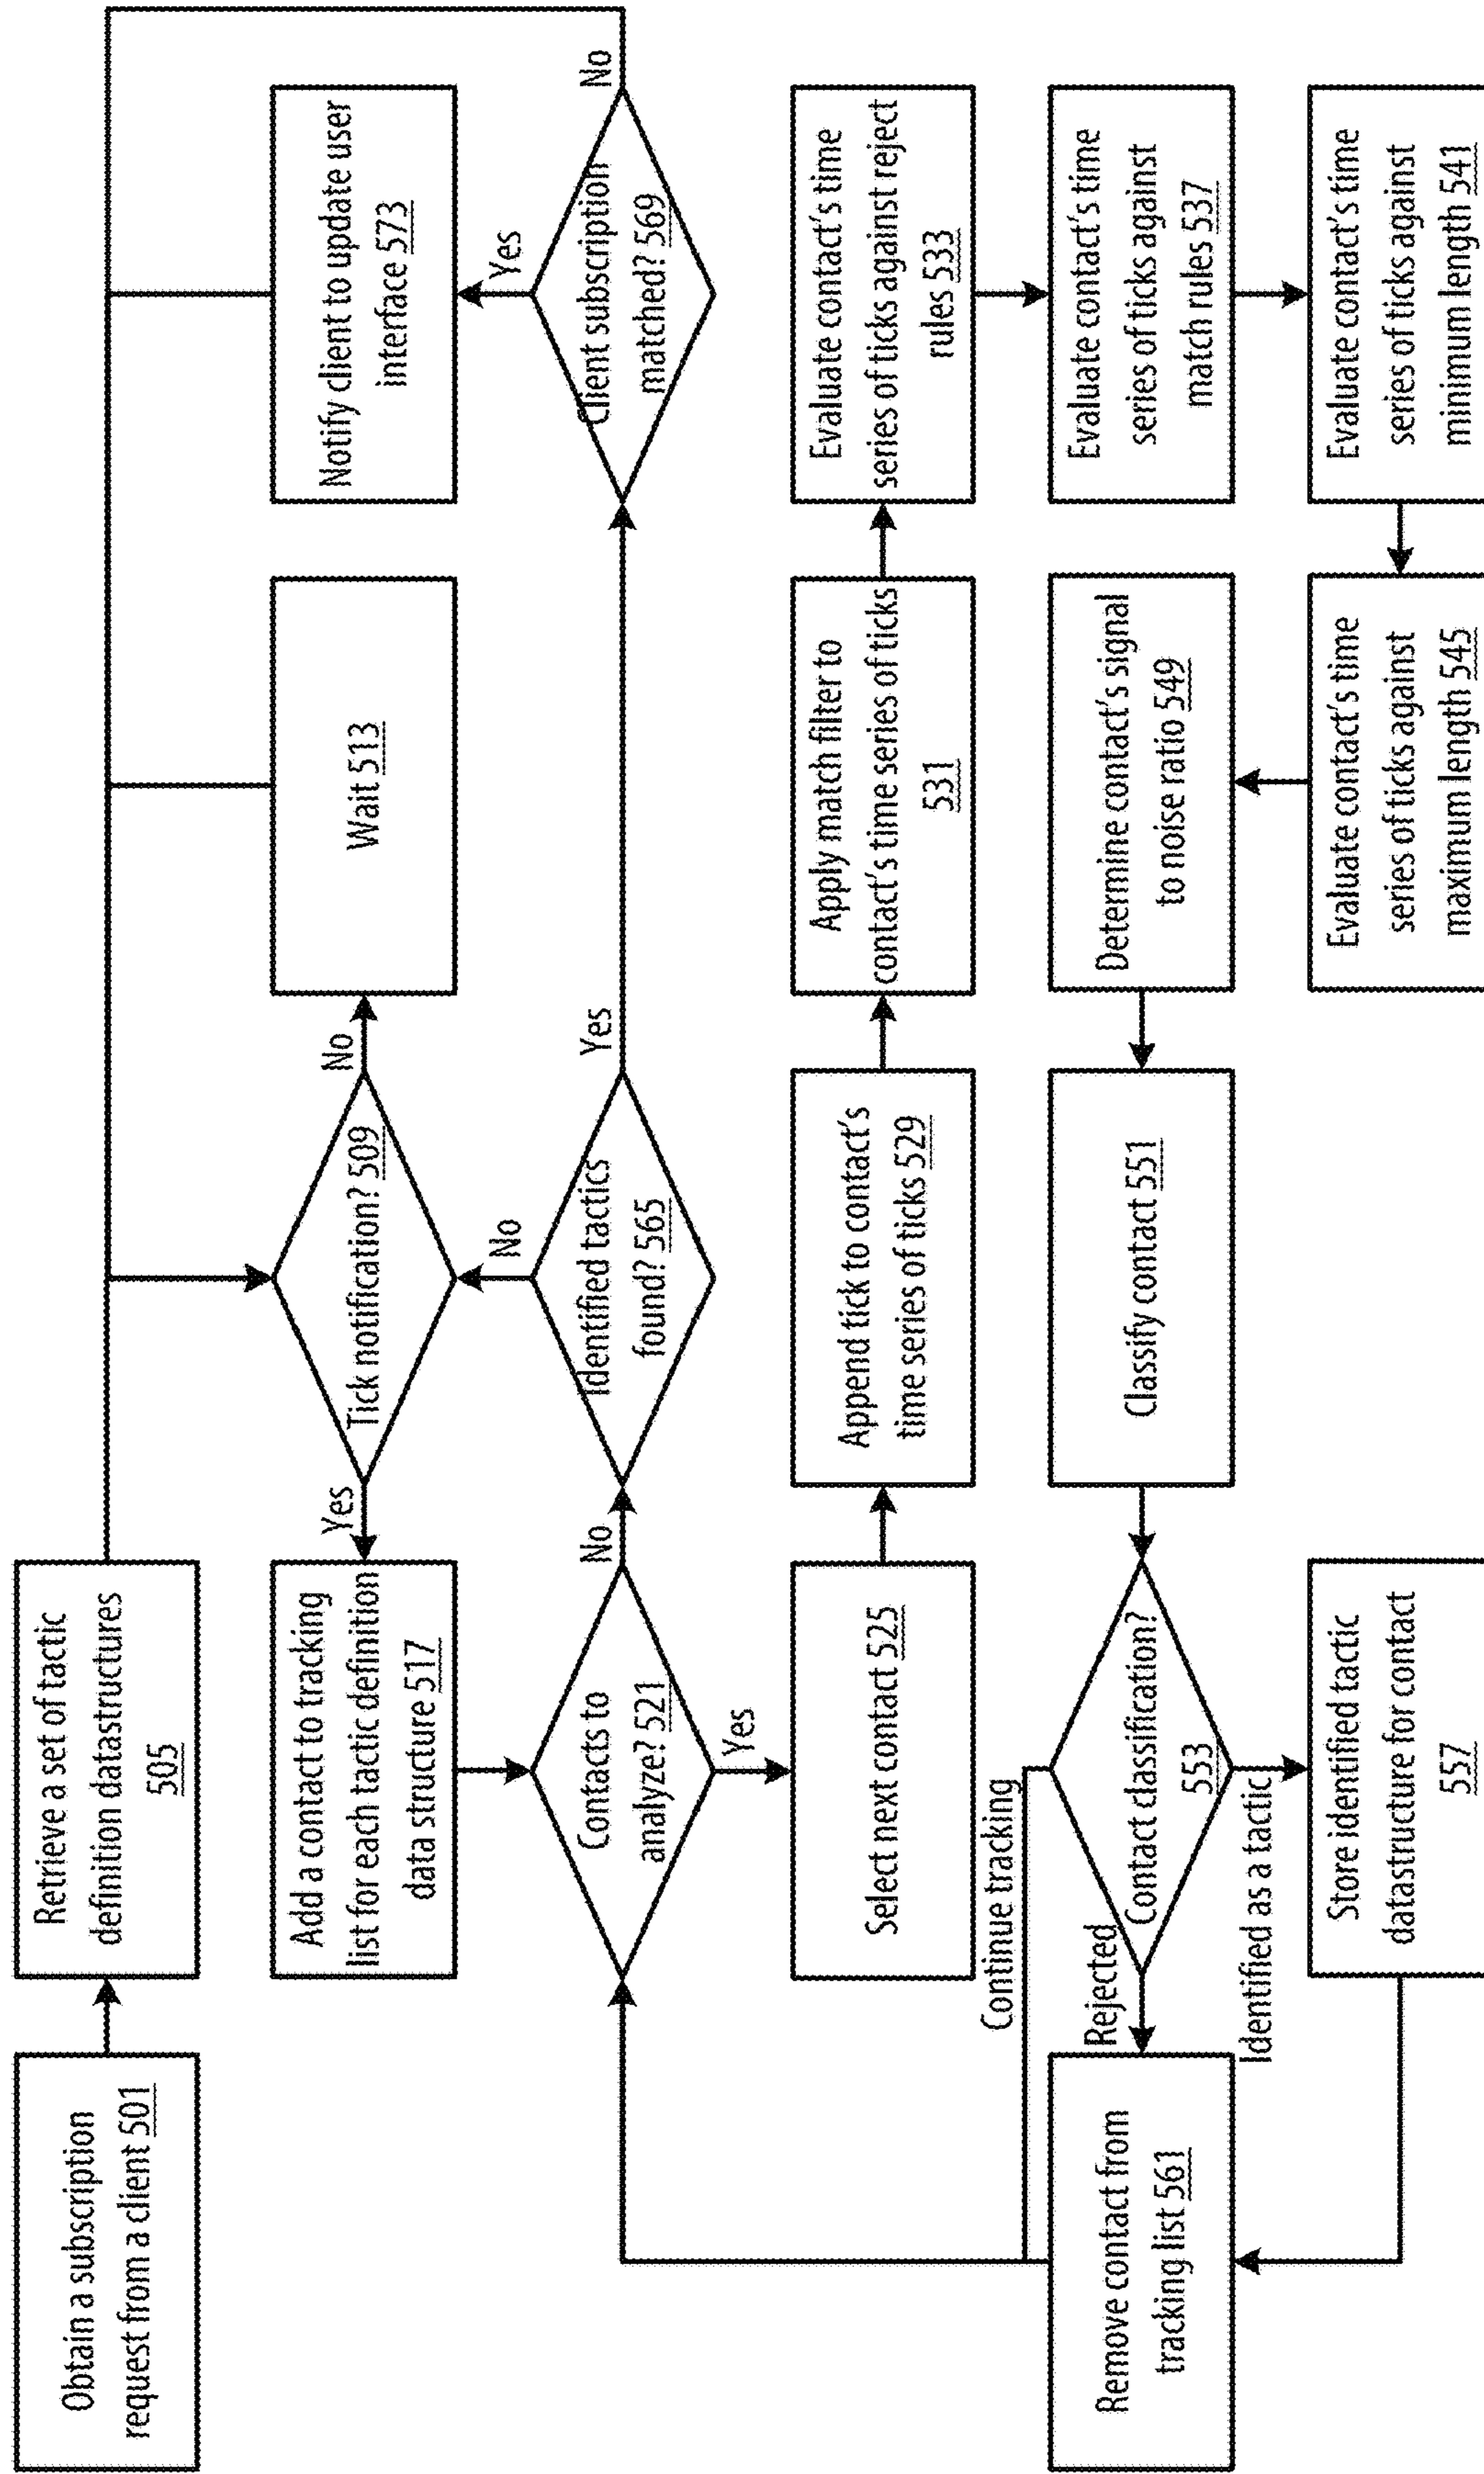 Obtain a subscription
request from a client 501
Retrieve a set of tactic
definition datastructures
505
Add a contact to tracking
list for each tactic definition
data structure 517
Yes
Tick notification? 509
No
Wait 513
Notify client to update user
interface 573
Yes
Contacts to
analyze? 521
No
Identified tactics
found? 565
No
Yes
Client subscription
matched? 569
No
Yes
Select next contact 525
Append tick to contact's
time series of ticks 529
Apply match filter to
contact's time series of ticks
531
Evaluate contact's time
series of ticks against reject
rules 533
Continue tracking
Remove contact from
tracking list 561
Rejected
Contact classification?
553
Identified as a tactic
Classify contact 551
Determine contact's signal
to noise ratio 549
Evaluate contact's time
series of ticks against
match rules 537
Store identified tactic
datastructure for contact
557
Evaluate contact's time
series of ticks against
maximum length 545
Evaluate contact's time
series of ticks against
minimum length 541